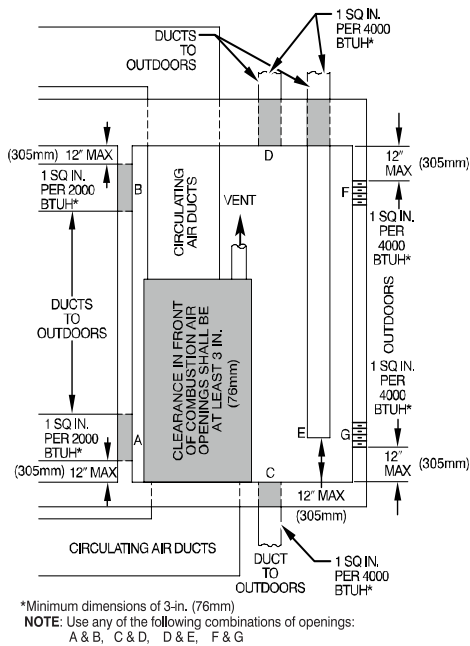 1 SQ IN.
PER 4000
BTUH*
DUCTS
TO
OUTDOORS
D
(305mm) 12" MAX
1 SQ IN.
PER 2000
BTUH*
B
CIRCULATING
AIR DUCTS
VENT
12"
MAX
(305mm)
F
1 SQ IN.
PER
4000
BTUH*
DUCTS
TO
OUTDOORS
OUTDOORS
CLEARANCE IN FRONT
OF COMBUSTION AIR
OPENINGS SHALL BE
AT LEAST 3 IN.
(76mm)
1 SQ IN.
PER
4000
BTUH*
1 SQ IN.
PER 2000
BTUH*
A
E
G
(305mm) 12" MAX
C
12"
MAX
(305mm)
12" MAX
(305mm)
CIRCULATING AIR DUCTS
DUCT
TO
OUTDOORS
1 SQ IN.
PER 4000
BTUH*
*Minimum dimensions of 3-in. (76mm)
NOTE: Use any of the following combinations of openings:
A & B, C & D, D & E, F & G